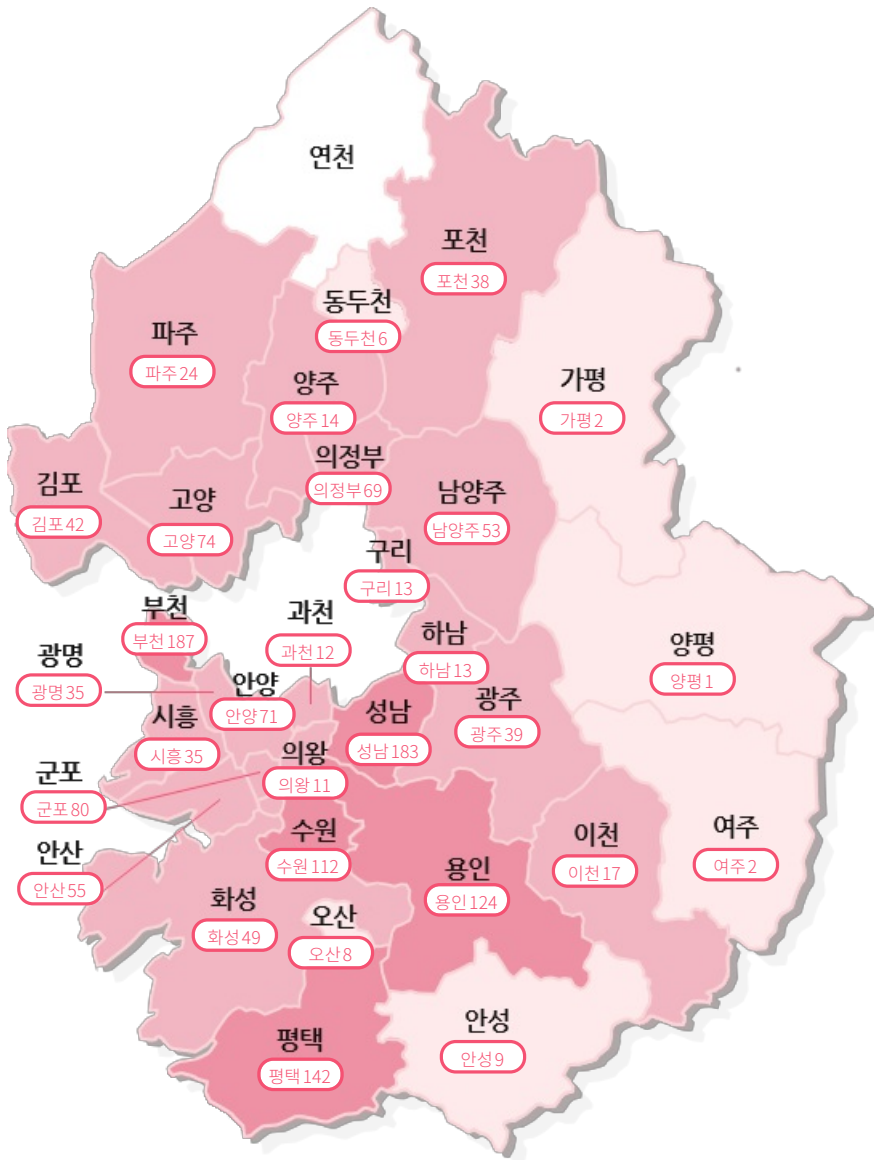 연천
포천
포천38
동두천
동두천6
파주
파주24
양주
양주14
가평
가평2
의정부
의정부69
김포
김포42
고양
고양74
남양주
남양주53
구리
구리13
부천
부천187
과천
과천12
하남
하남13
양평
양평1
광명
광명35
안양
안양71
시흥
시흥35
성남
성남183
광주
광주39
의왕
의왕11
군포
군포80
수원
수원112
안산
안산55
용인
용인124
이천
이천17
여주
여주2
화성
화성49
오산
오산8
안성
안성9
평택
평택142